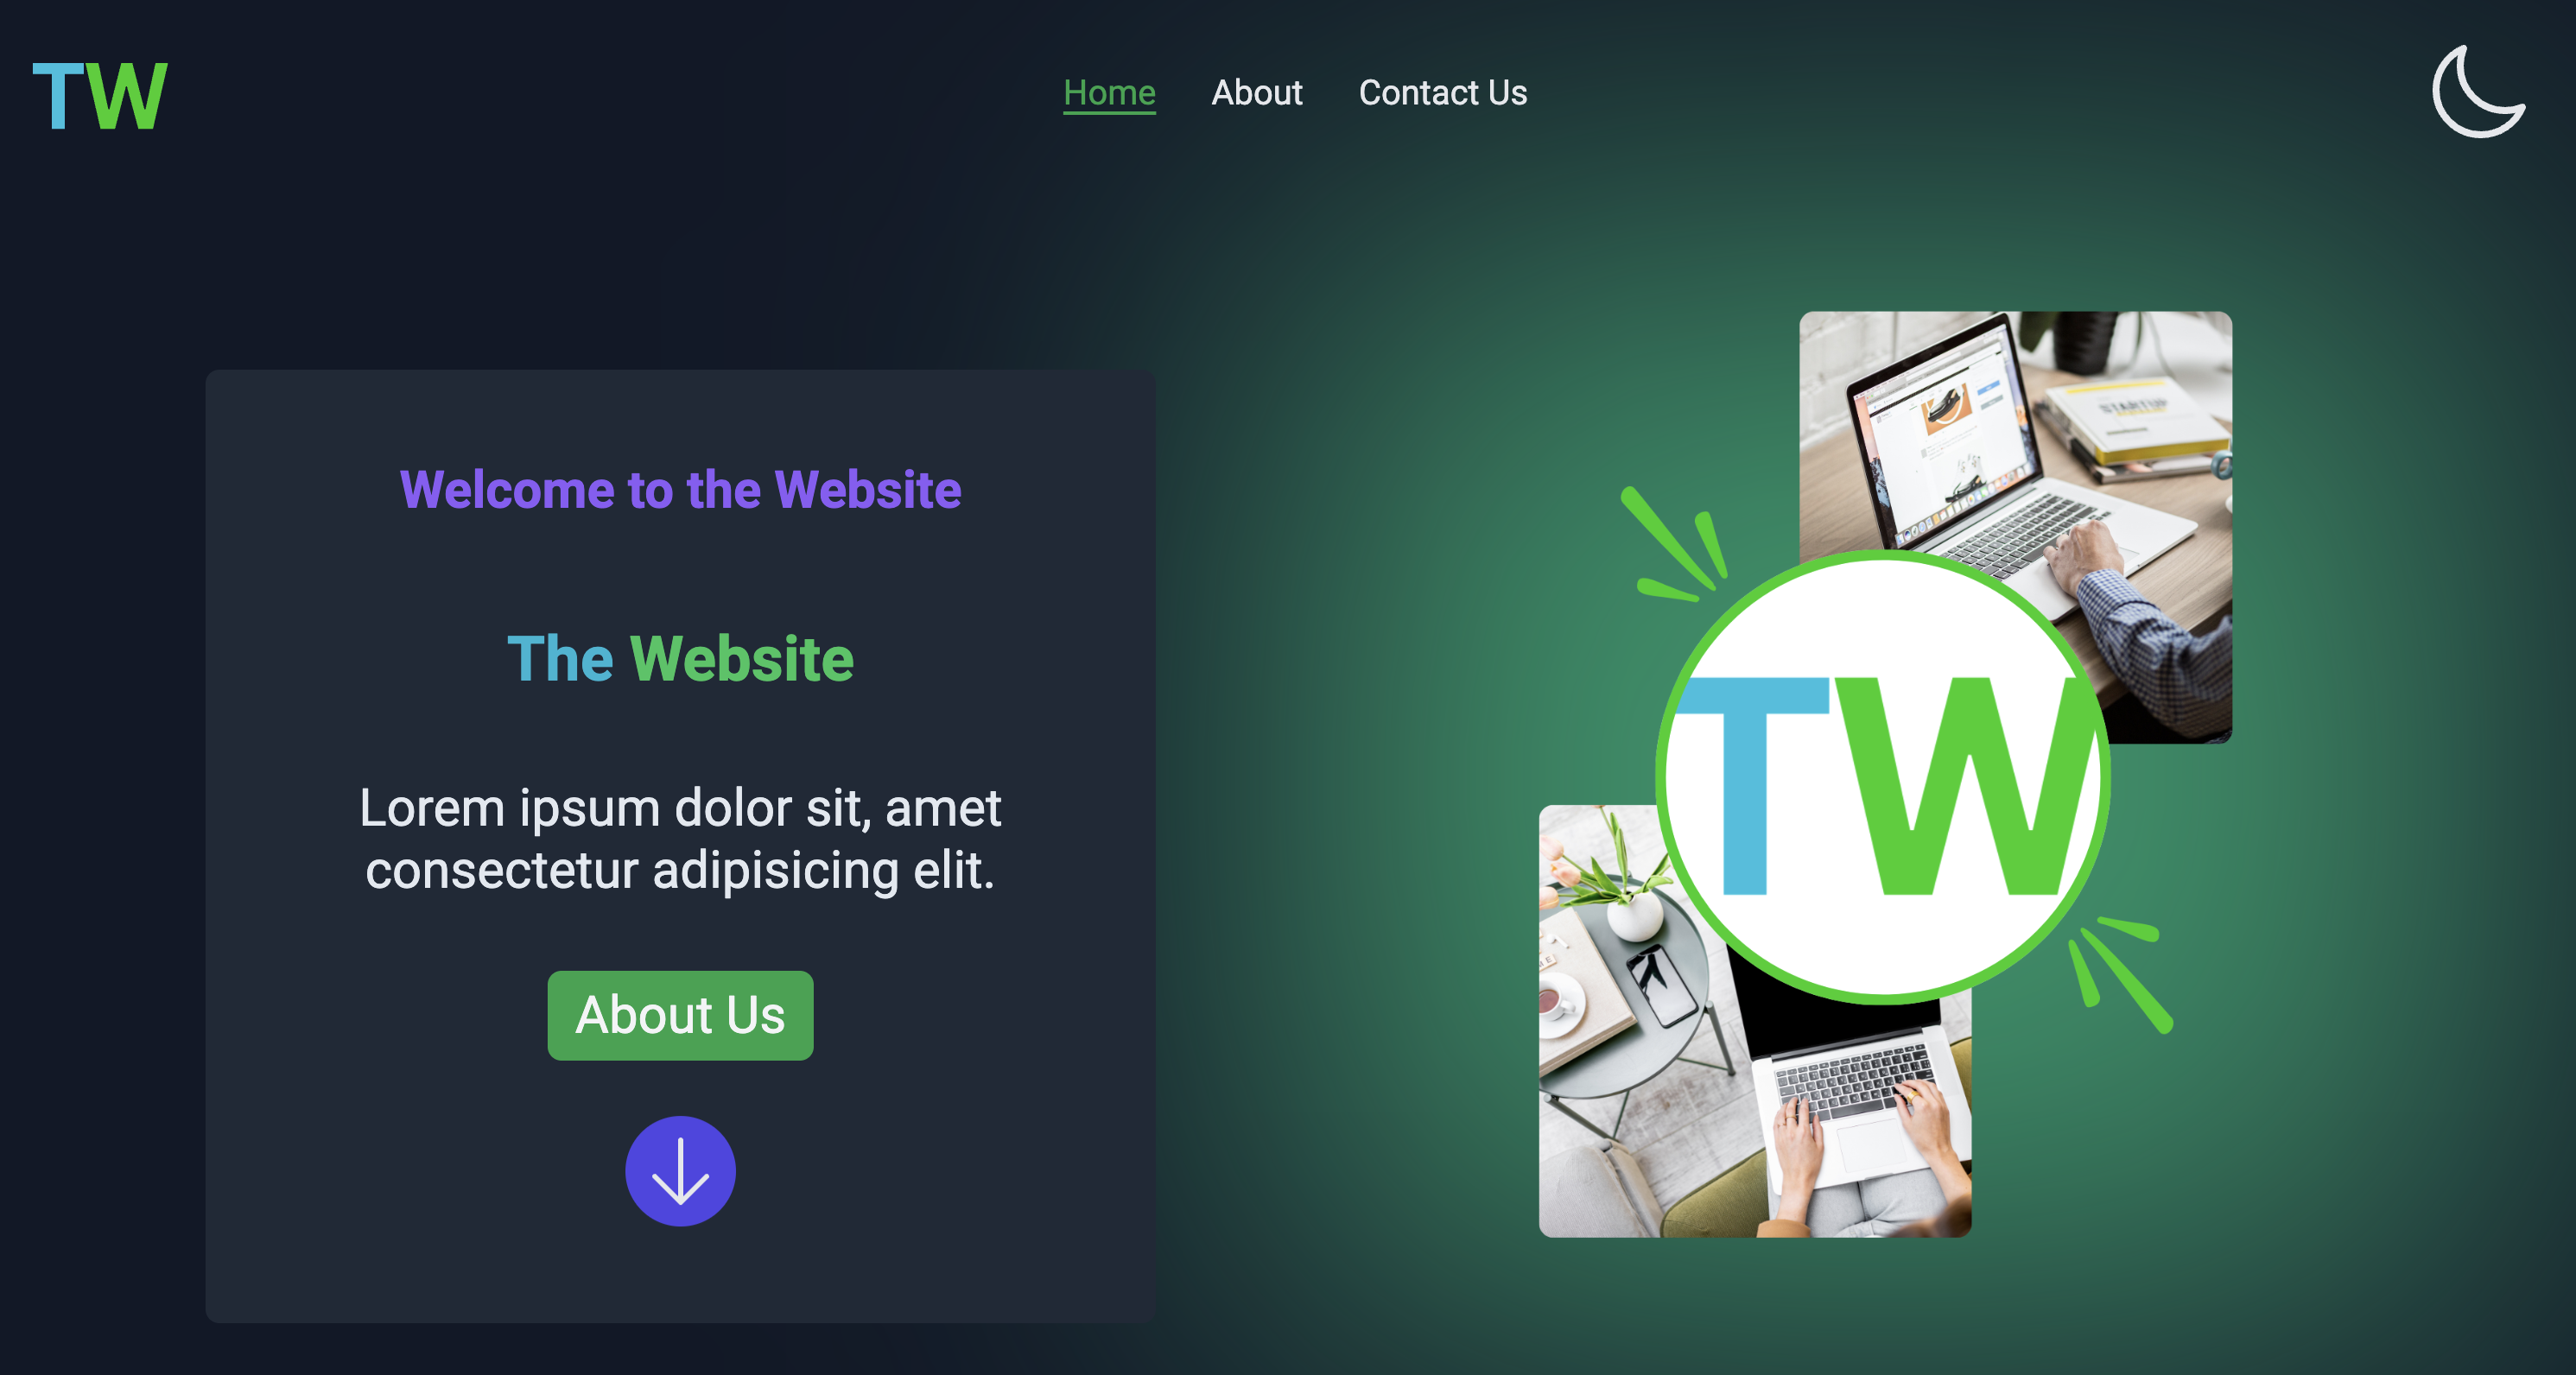 TW
Home
About
Contact Us
Welcome to the Website
The Website
Lorem ipsum dolor sit, amet
consectetur adipisicing elit.
About Us
STARTUP
TW